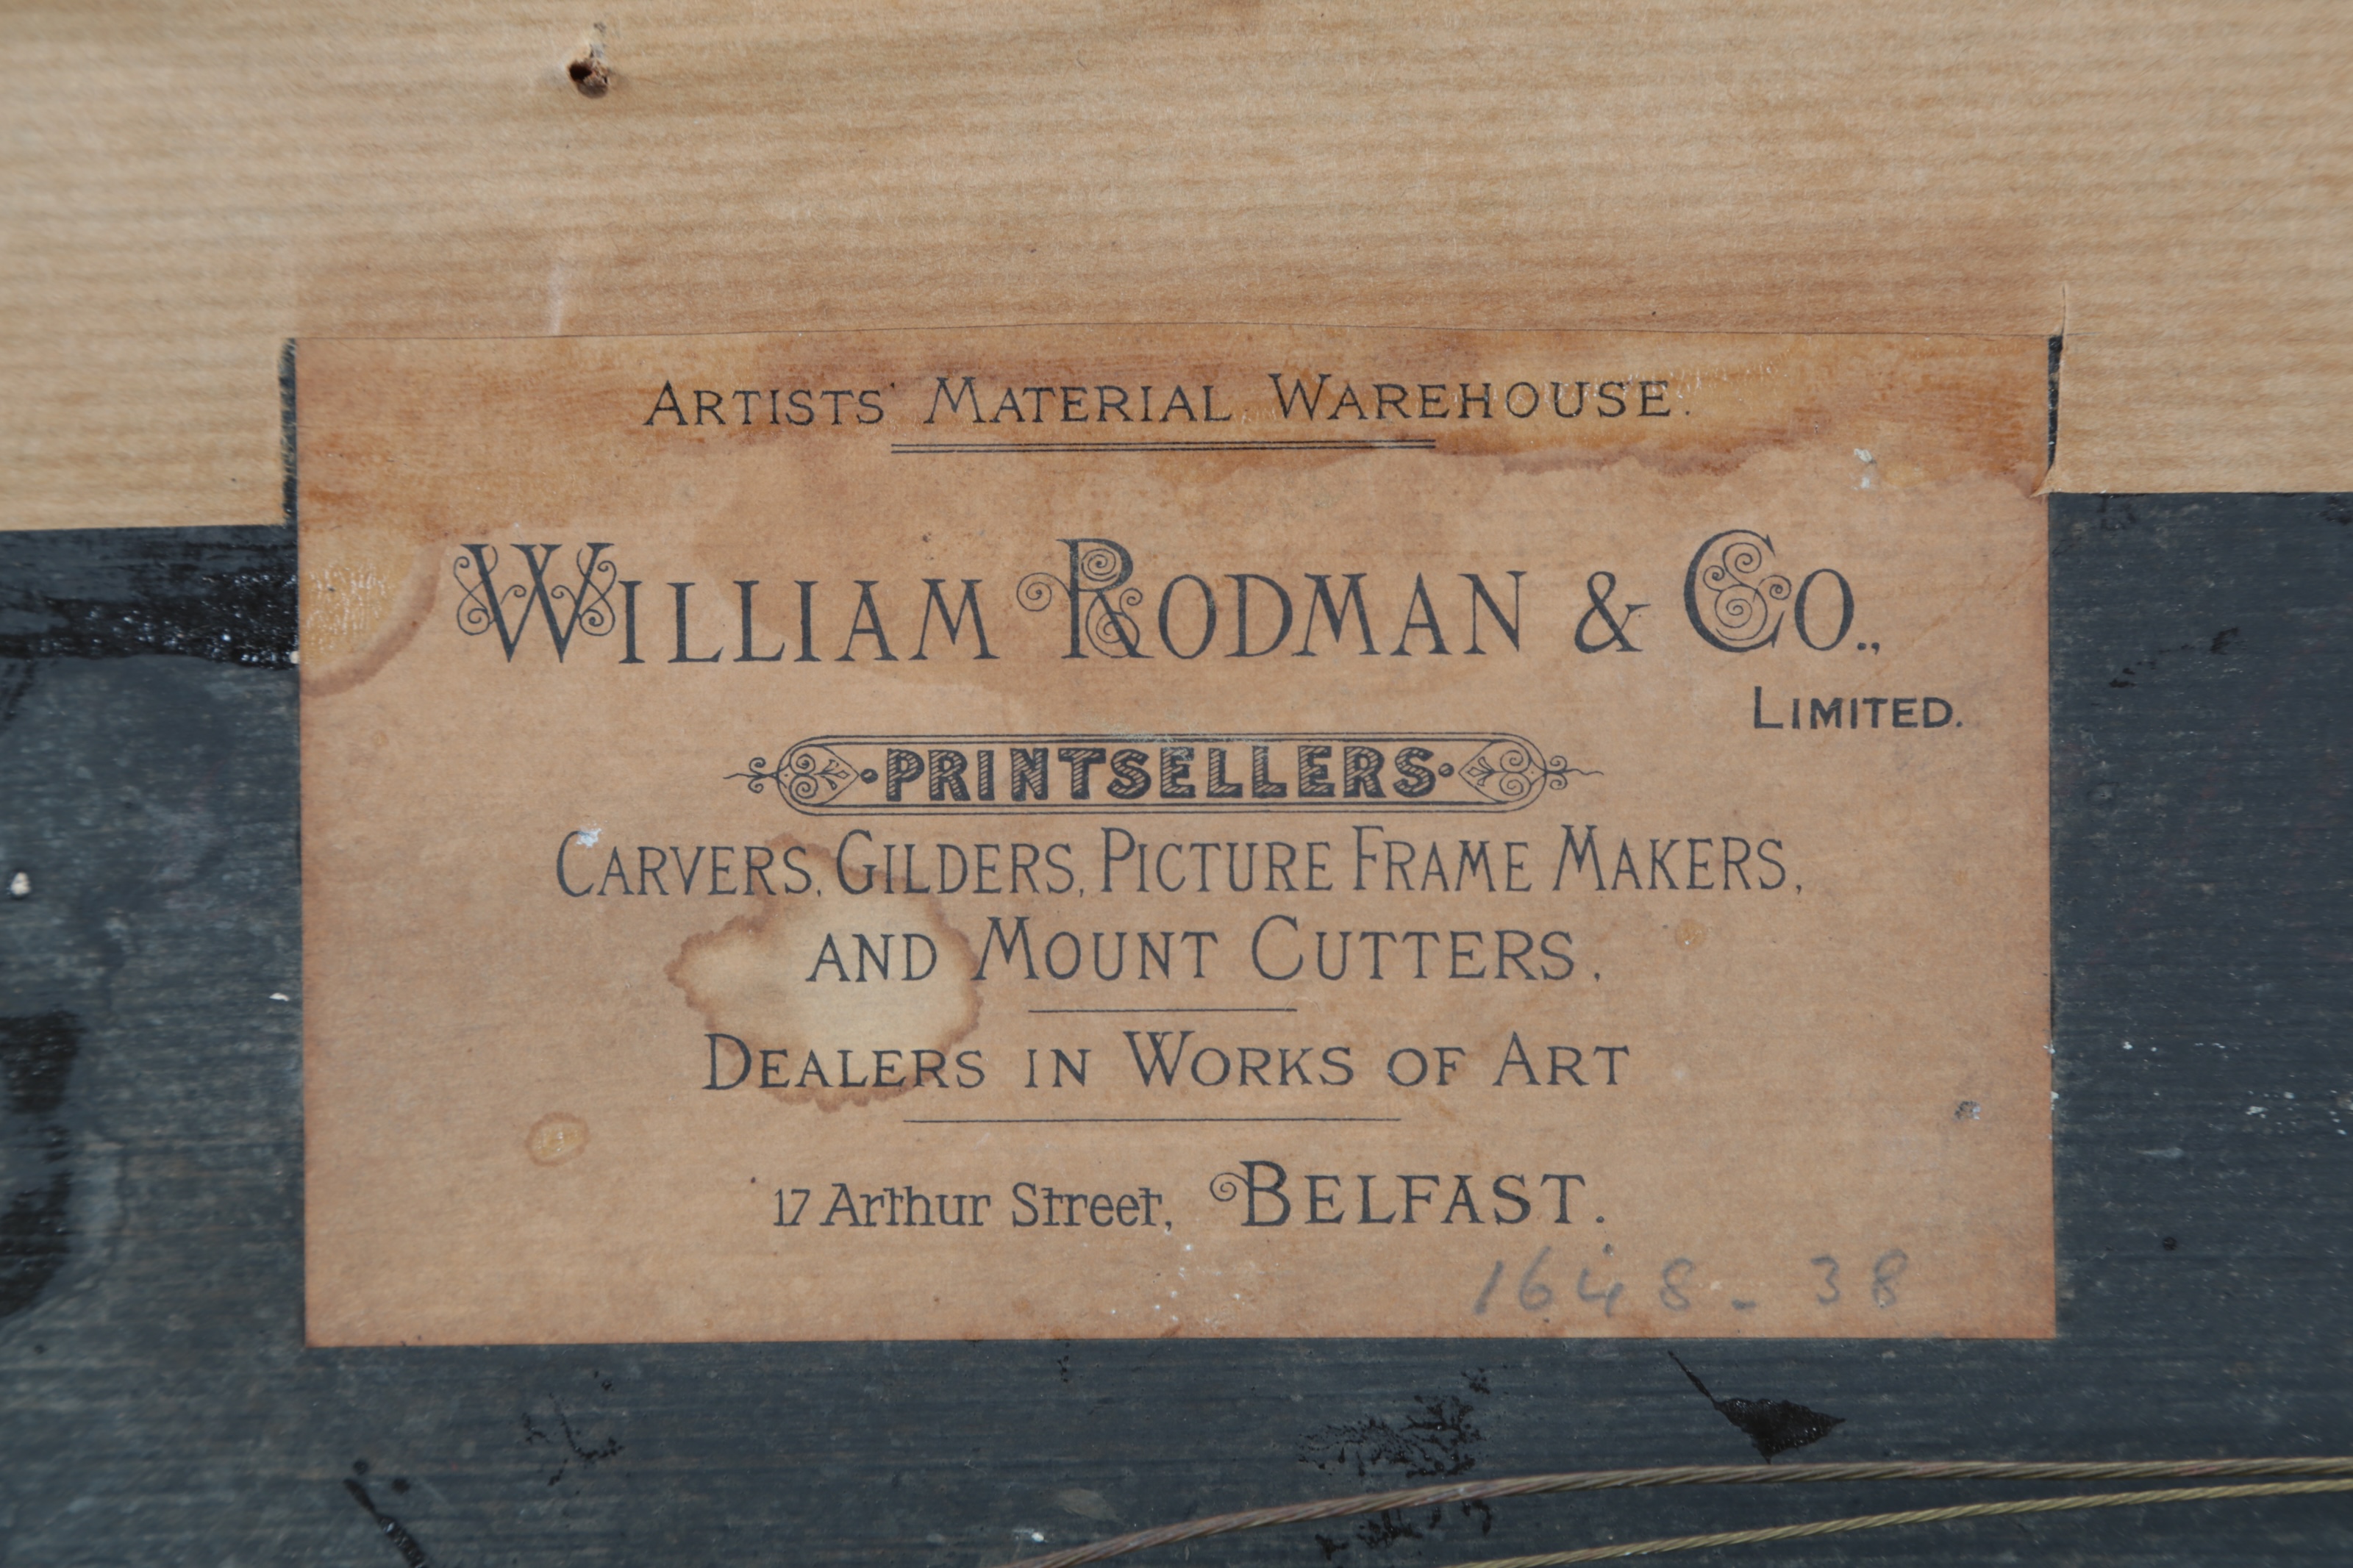 ARTISTS' MATERIAL WAREHOUSE.
WILLIAM RODMAN & CO.,
LIMITED.
•PRINTSELLERS•
CARVERS, GILDERS, PICTURE FRAME MAKERS,
AND MOUNT CUTTERS,
DEALERS IN WORKS OF ART
17 Arthur Street, BELFAST.
1648-38